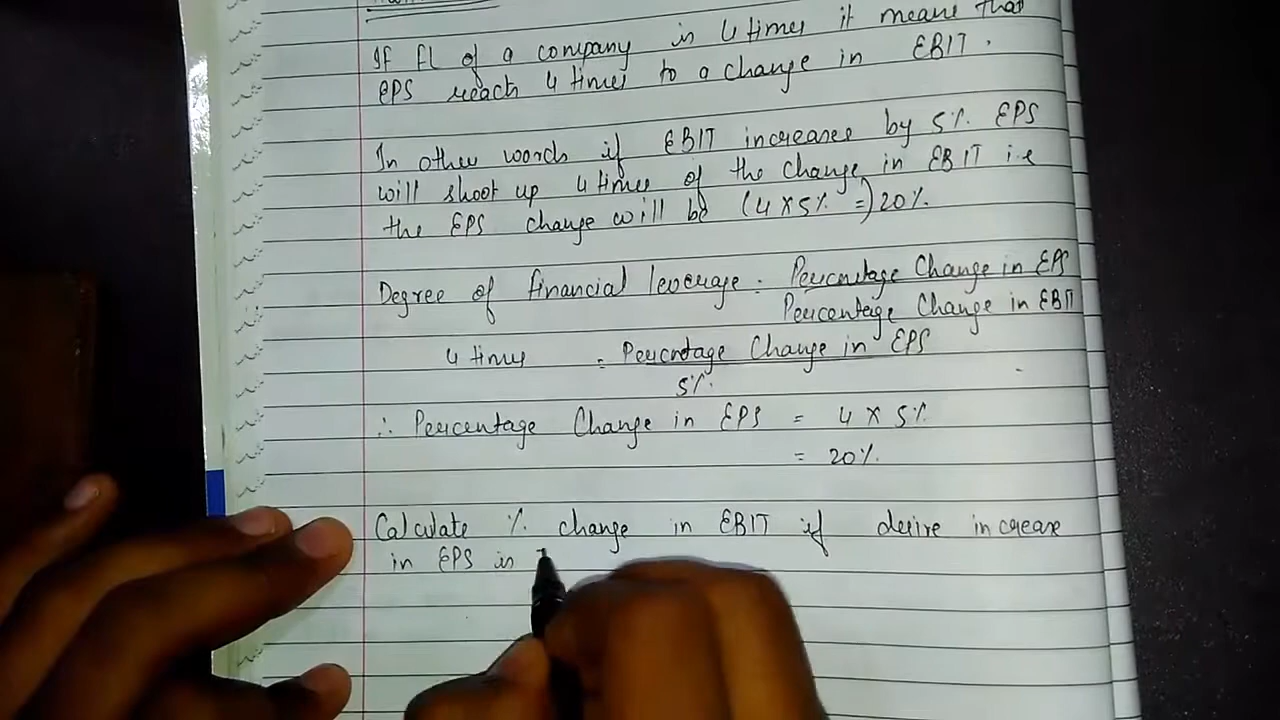 If FL of a company is 4 times it means that
EPS reach 4 times to a change in EBIT.
In other words if EBIT increases by 5% EPS
will shoot up 4 times of the change in EBIT i.e
the EPS change will be (4 X 5% =) 20%.
Degree of financial leverage = Percentage Change in EPS
Percentage Change in EBIT
4 times = Percentage Change in EPS
5%.
∴ Percentage Change in EPS = 4 X 5%
= 20%.
Calculate % change in EBIT if desire increase
in EPS is